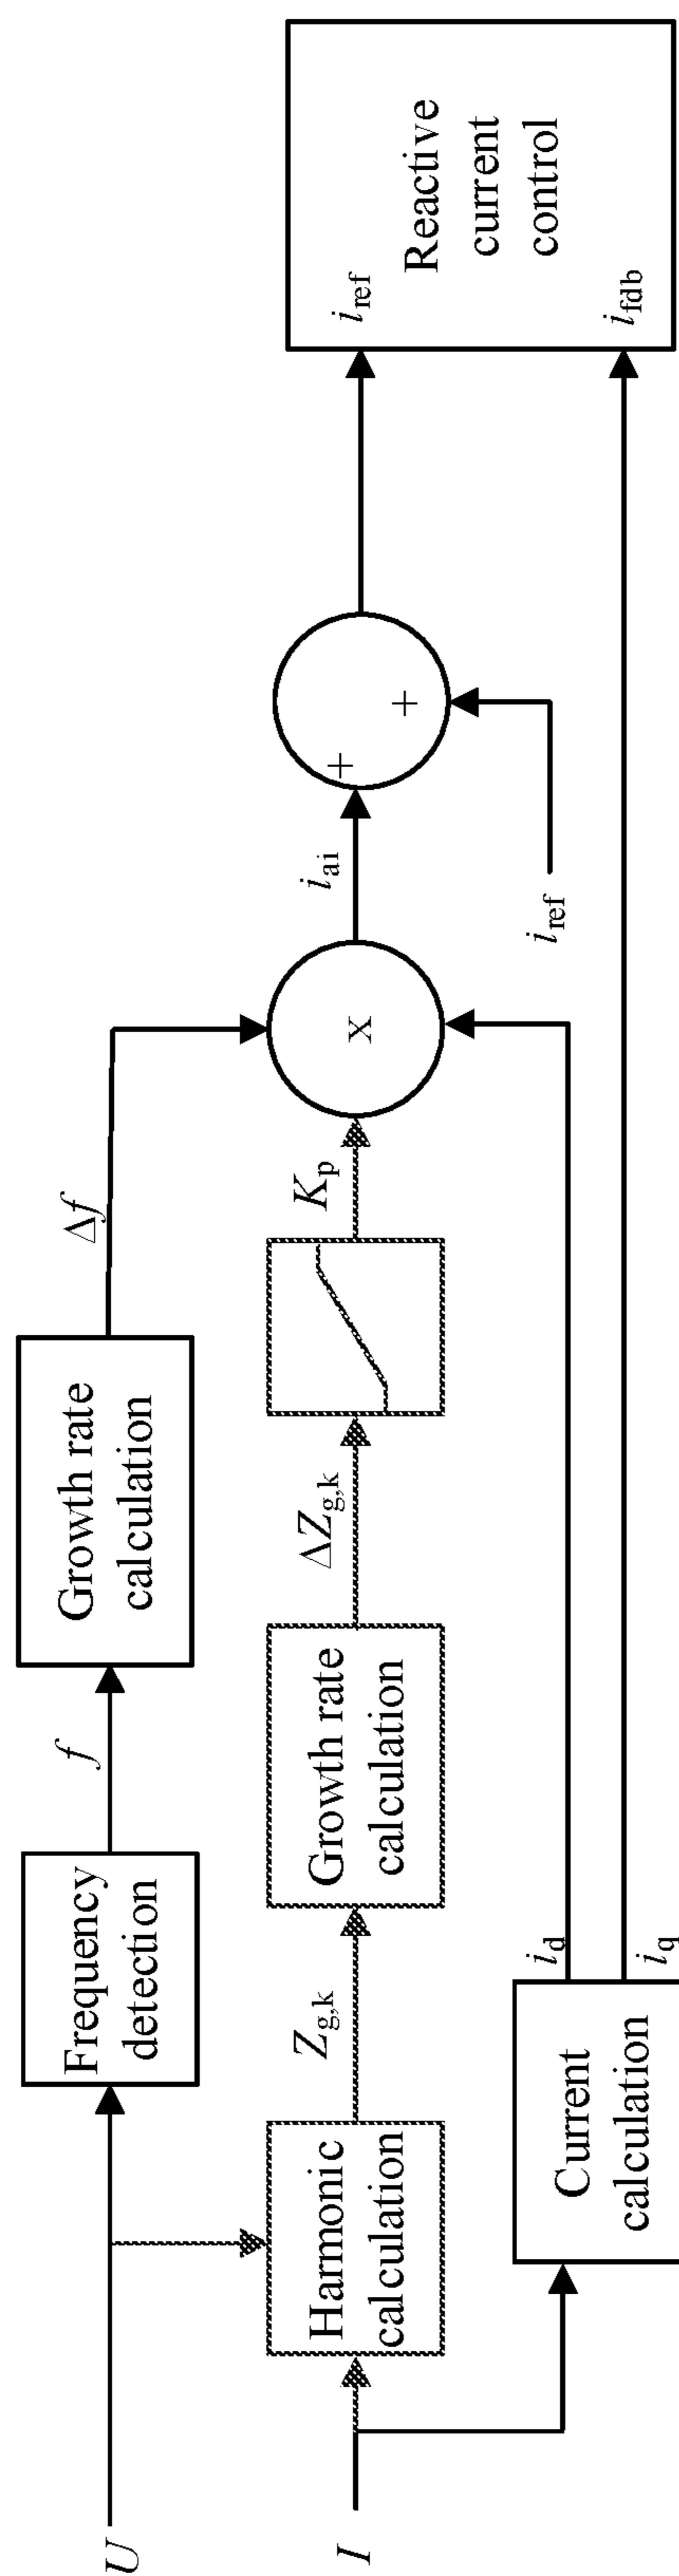 U
Frequency
detection
f
Growth rate
calculation
Δf
I
Harmonic
calculation
Z_g,k
Growth rate
calculation
ΔZ_g,k
K_p
X
i_ai
+
+
i_ref
Current
calculation
i_d
i_q
i_ref
i_fdb
Reactive
current
control